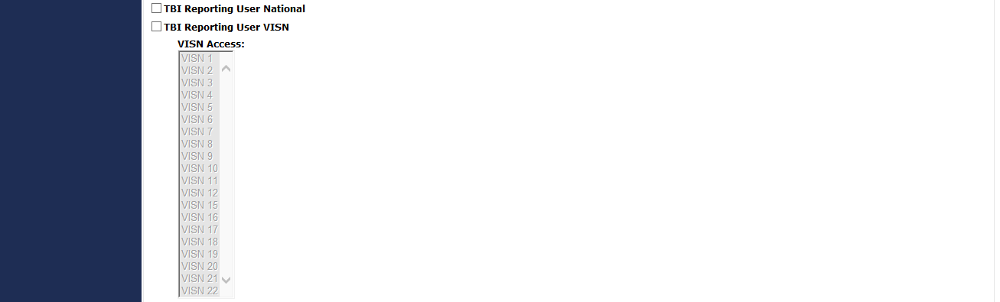 TBI Reporting User National
TBI Reporting User VISN
VISN Access:
VISN 1
VISN 2
VISN 3
VISN 4
VISN 5
VISN 6
VISN 7
VISN 8
VISN 9
VISN 10
VISN 11
VISN 12
VISN 15
VISN 16
VISN 17
VISN 18
VISN 19
VISN 20
VISN 21
VISN 22